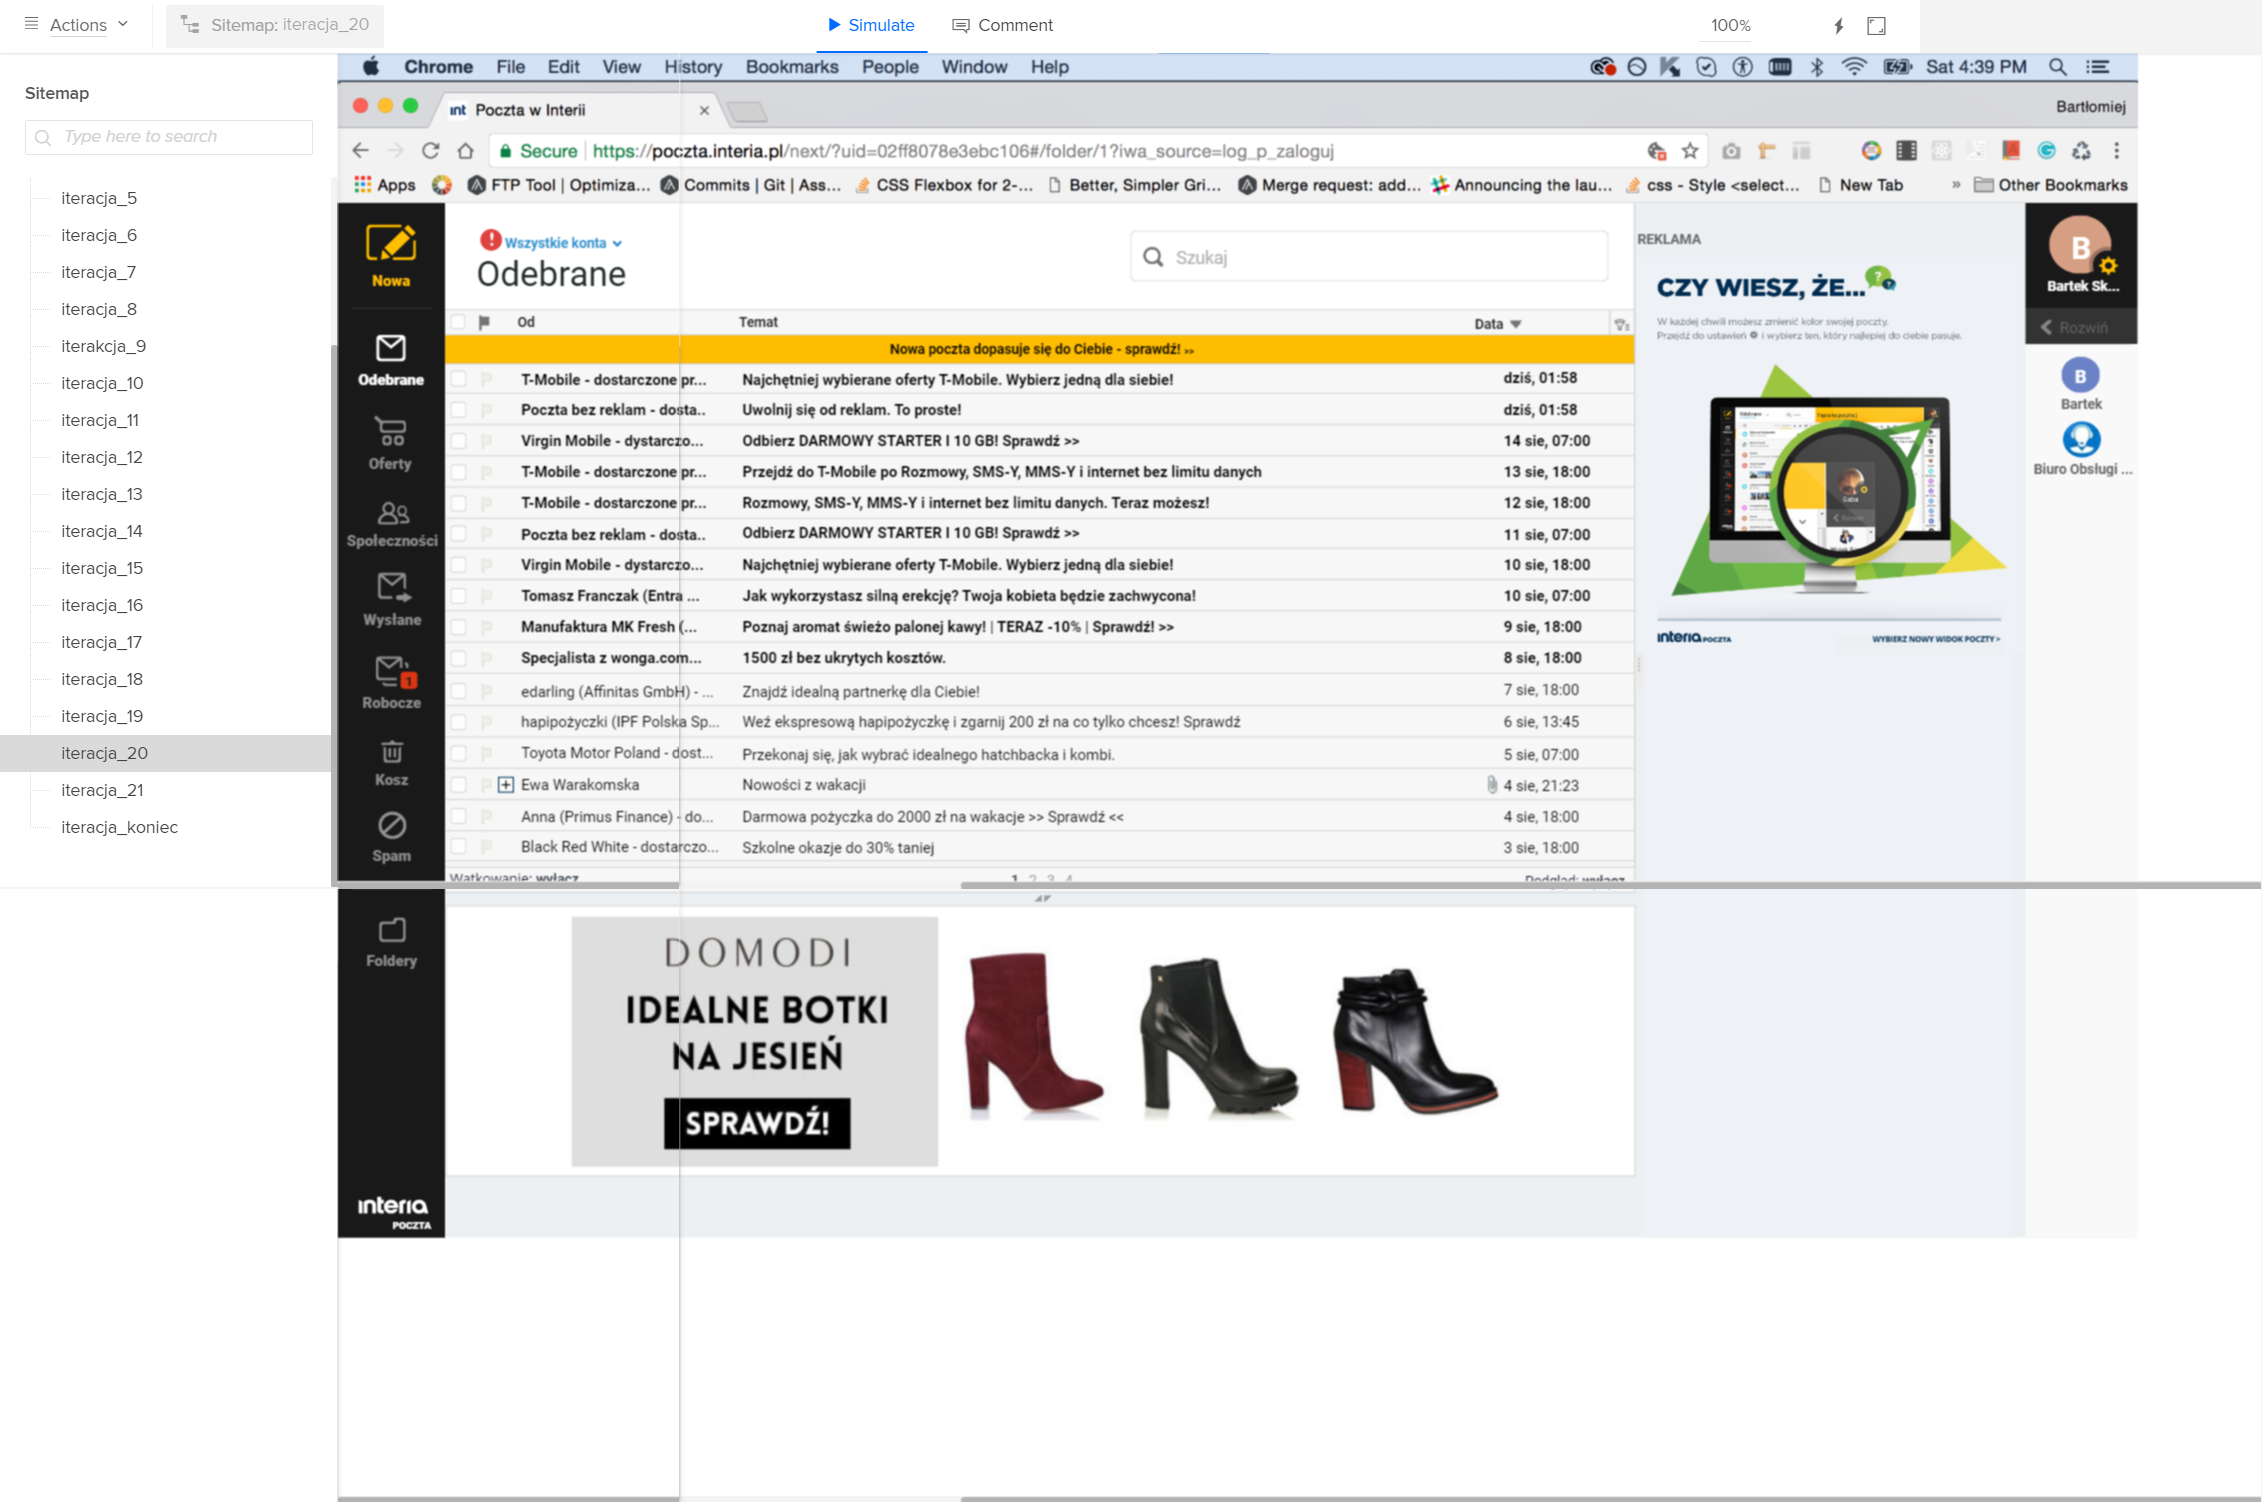 Actions
Sitemap: iteracja_20
Simulate
Comment
100%
Sitemap
Type here to search
iteracja_5
iteracja_6
iteracja_7
iteracja_8
iterakcja_9
iteracja_10
iteracja_11
iteracja_12
iteracja_13
iteracja_14
iteracja_15
iteracja_16
iteracja_17
iteracja_18
iteracja_19
iteracja_20
iteracja_21
iteracja_koniec
Chrome File Edit View History Bookmarks People Window Help
Sat 4:39 PM
int Poczta w Interii
Bartłomiej
Secure https://poczta.interia.pl/next/?uid=02ff8078e3ebc106#/folder/1?iwa_source=log_p_zaloguj
Apps FTP Tool | Optimiza... Commits | Git | Ass... CSS Flexbox for 2-... Better, Simpler Gri... Merge request: add... Announcing the lau... css - Style <select... New Tab » Other Bookmarks
Nowa
Odebrane
Oferty
Społeczności
Wysłane
1
Robocze
Kosz
Spam
Foldery
interia
POCZTA
Wszystkie konta
Odebrane
Szukaj
Od Temat Data
Nowa poczta dopasuje się do Ciebie - sprawdź! >>
T-Mobile - dostarczone pr... Najchętniej wybierane oferty T-Mobile. Wybierz jedną dla siebie! dziś, 01:58
Poczta bez reklam - dosta.. Uwolnij się od reklam. To proste! dziś, 01:58
Virgin Mobile - dystarczo... Odbierz DARMOWY STARTER I 10 GB! Sprawdź >> 14 sie, 07:00
T-Mobile - dostarczone pr... Przejdź do T-Mobile po Rozmowy, SMS-Y, MMS-Y i internet bez limitu danych 13 sie, 18:00
T-Mobile - dostarczone pr... Rozmowy, SMS-Y, MMS-Y i internet bez limitu danych. Teraz możesz! 12 sie, 18:00
Poczta bez reklam - dosta.. Odbierz DARMOWY STARTER I 10 GB! Sprawdź >> 11 sie, 07:00
Virgin Mobile - dystarczo... Najchętniej wybierane oferty T-Mobile. Wybierz jedną dla siebie! 10 sie, 18:00
Tomasz Franczak (Entra ... Jak wykorzystasz silną erekcję? Twoja kobieta będzie zachwycona! 10 sie, 07:00
Manufaktura MK Fresh (... Poznaj aromat świeżo palonej kawy! | TERAZ -10% | Sprawdź! >> 9 sie, 18:00
Specjalista z wonga.com... 1500 zł bez ukrytych kosztów. 8 sie, 18:00
edarling (Affinitas GmbH) - ... Znajdź idealną partnerkę dla Ciebie! 7 sie, 18:00
hapipożyczki (IPF Polska Sp... Weź ekspresową hapipożyczkę i zgarnij 200 zł na co tylko chcesz! Sprawdź 6 sie, 13:45
Toyota Motor Poland - dost... Przekonaj się, jak wybrać idealnego hatchbacka i kombi. 5 sie, 07:00
Ewa Warakomska Nowości z wakacji 4 sie, 21:23
Anna (Primus Finance) - do... Darmowa pożyczka do 2000 zł na wakacje >> Sprawdź << 4 sie, 18:00
Black Red White - dostarczo... Szkolne okazje do 30% taniej 3 sie, 18:00
Wątkowanie: wyłącz 1 2 3 4 Podgląd: wyłącz
DOMODI
IDEALNE BOTKI
NA JESIEŃ
SPRAWDŹ!
REKLAMA
CZY WIESZ, ŻE...
W każdej chwili możesz zmienić kolor swojej poczty.
Przejdź do ustawień i wybierz ten, który najlepiej do ciebie pasuje.
interia POCZTA
WYBIERZ NOWY WIDOK POCZTY >
B
Bartek Sk...
Rozwiń
B
Bartek
Biuro Obsługi ...